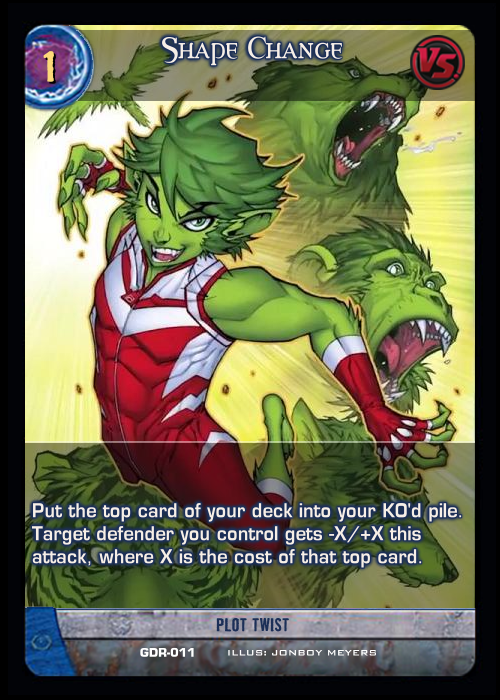 1
SHAPE CHANGE
VS.
Put the top card of your deck into your KO'd pile.
Target defender you control gets -X/+X this
attack, where X is the cost of that top card.
PLOT TWIST
GDR-011 ILLUS: JONBOY MEYERS